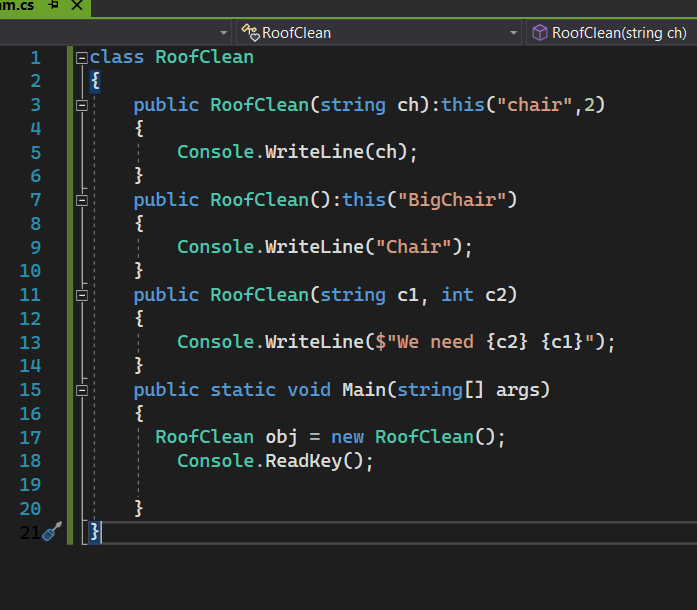 am.cs
RoofClean RoofClean(string ch)
1 class RoofClean
2 {
3 public RoofClean(string ch):this("chair",2)
4 {
5 Console.WriteLine(ch);
6 }
7 public RoofClean():this("BigChair")
8 {
9 Console.WriteLine("Chair");
10 }
11 public RoofClean(string c1, int c2)
12 {
13 Console.WriteLine($"We need {c2} {c1}");
14 }
15 public static void Main(string[] args)
16 {
17 RoofClean obj = new RoofClean();
18 Console.ReadKey();
19
20 }
21 }